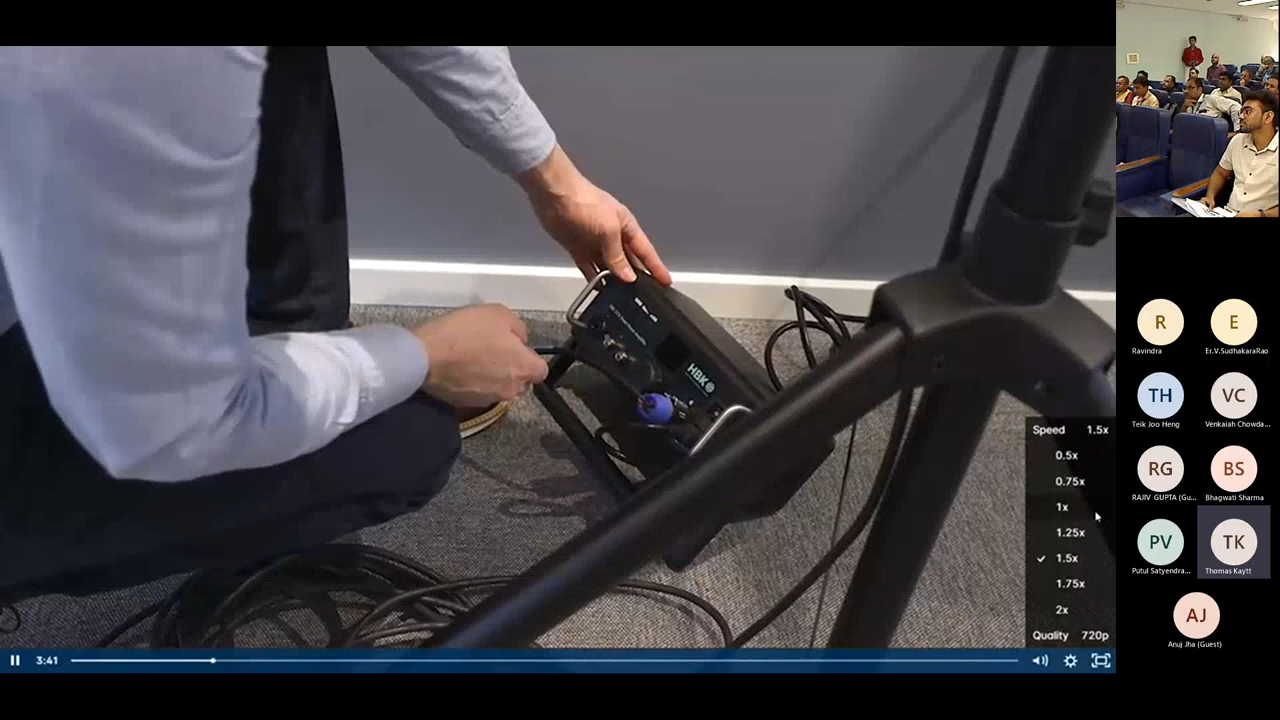 HBK
Speed 1.5x
0.5x
0.75x
1x
1.25x
1.5x
1.75x
2x
Quality 720p
3:41
R
Ravindra
E
Er.V.SudhakaraRao
TH
Teik Joo Heng
VC
Venkaiah Chowda...
RG
RAJIV GUPTA (Gu...
BS
Bhagwati Sharma
PV
Putul Satyendra...
TK
Thomas Kaytt
AJ
Anuj Jha (Guest)